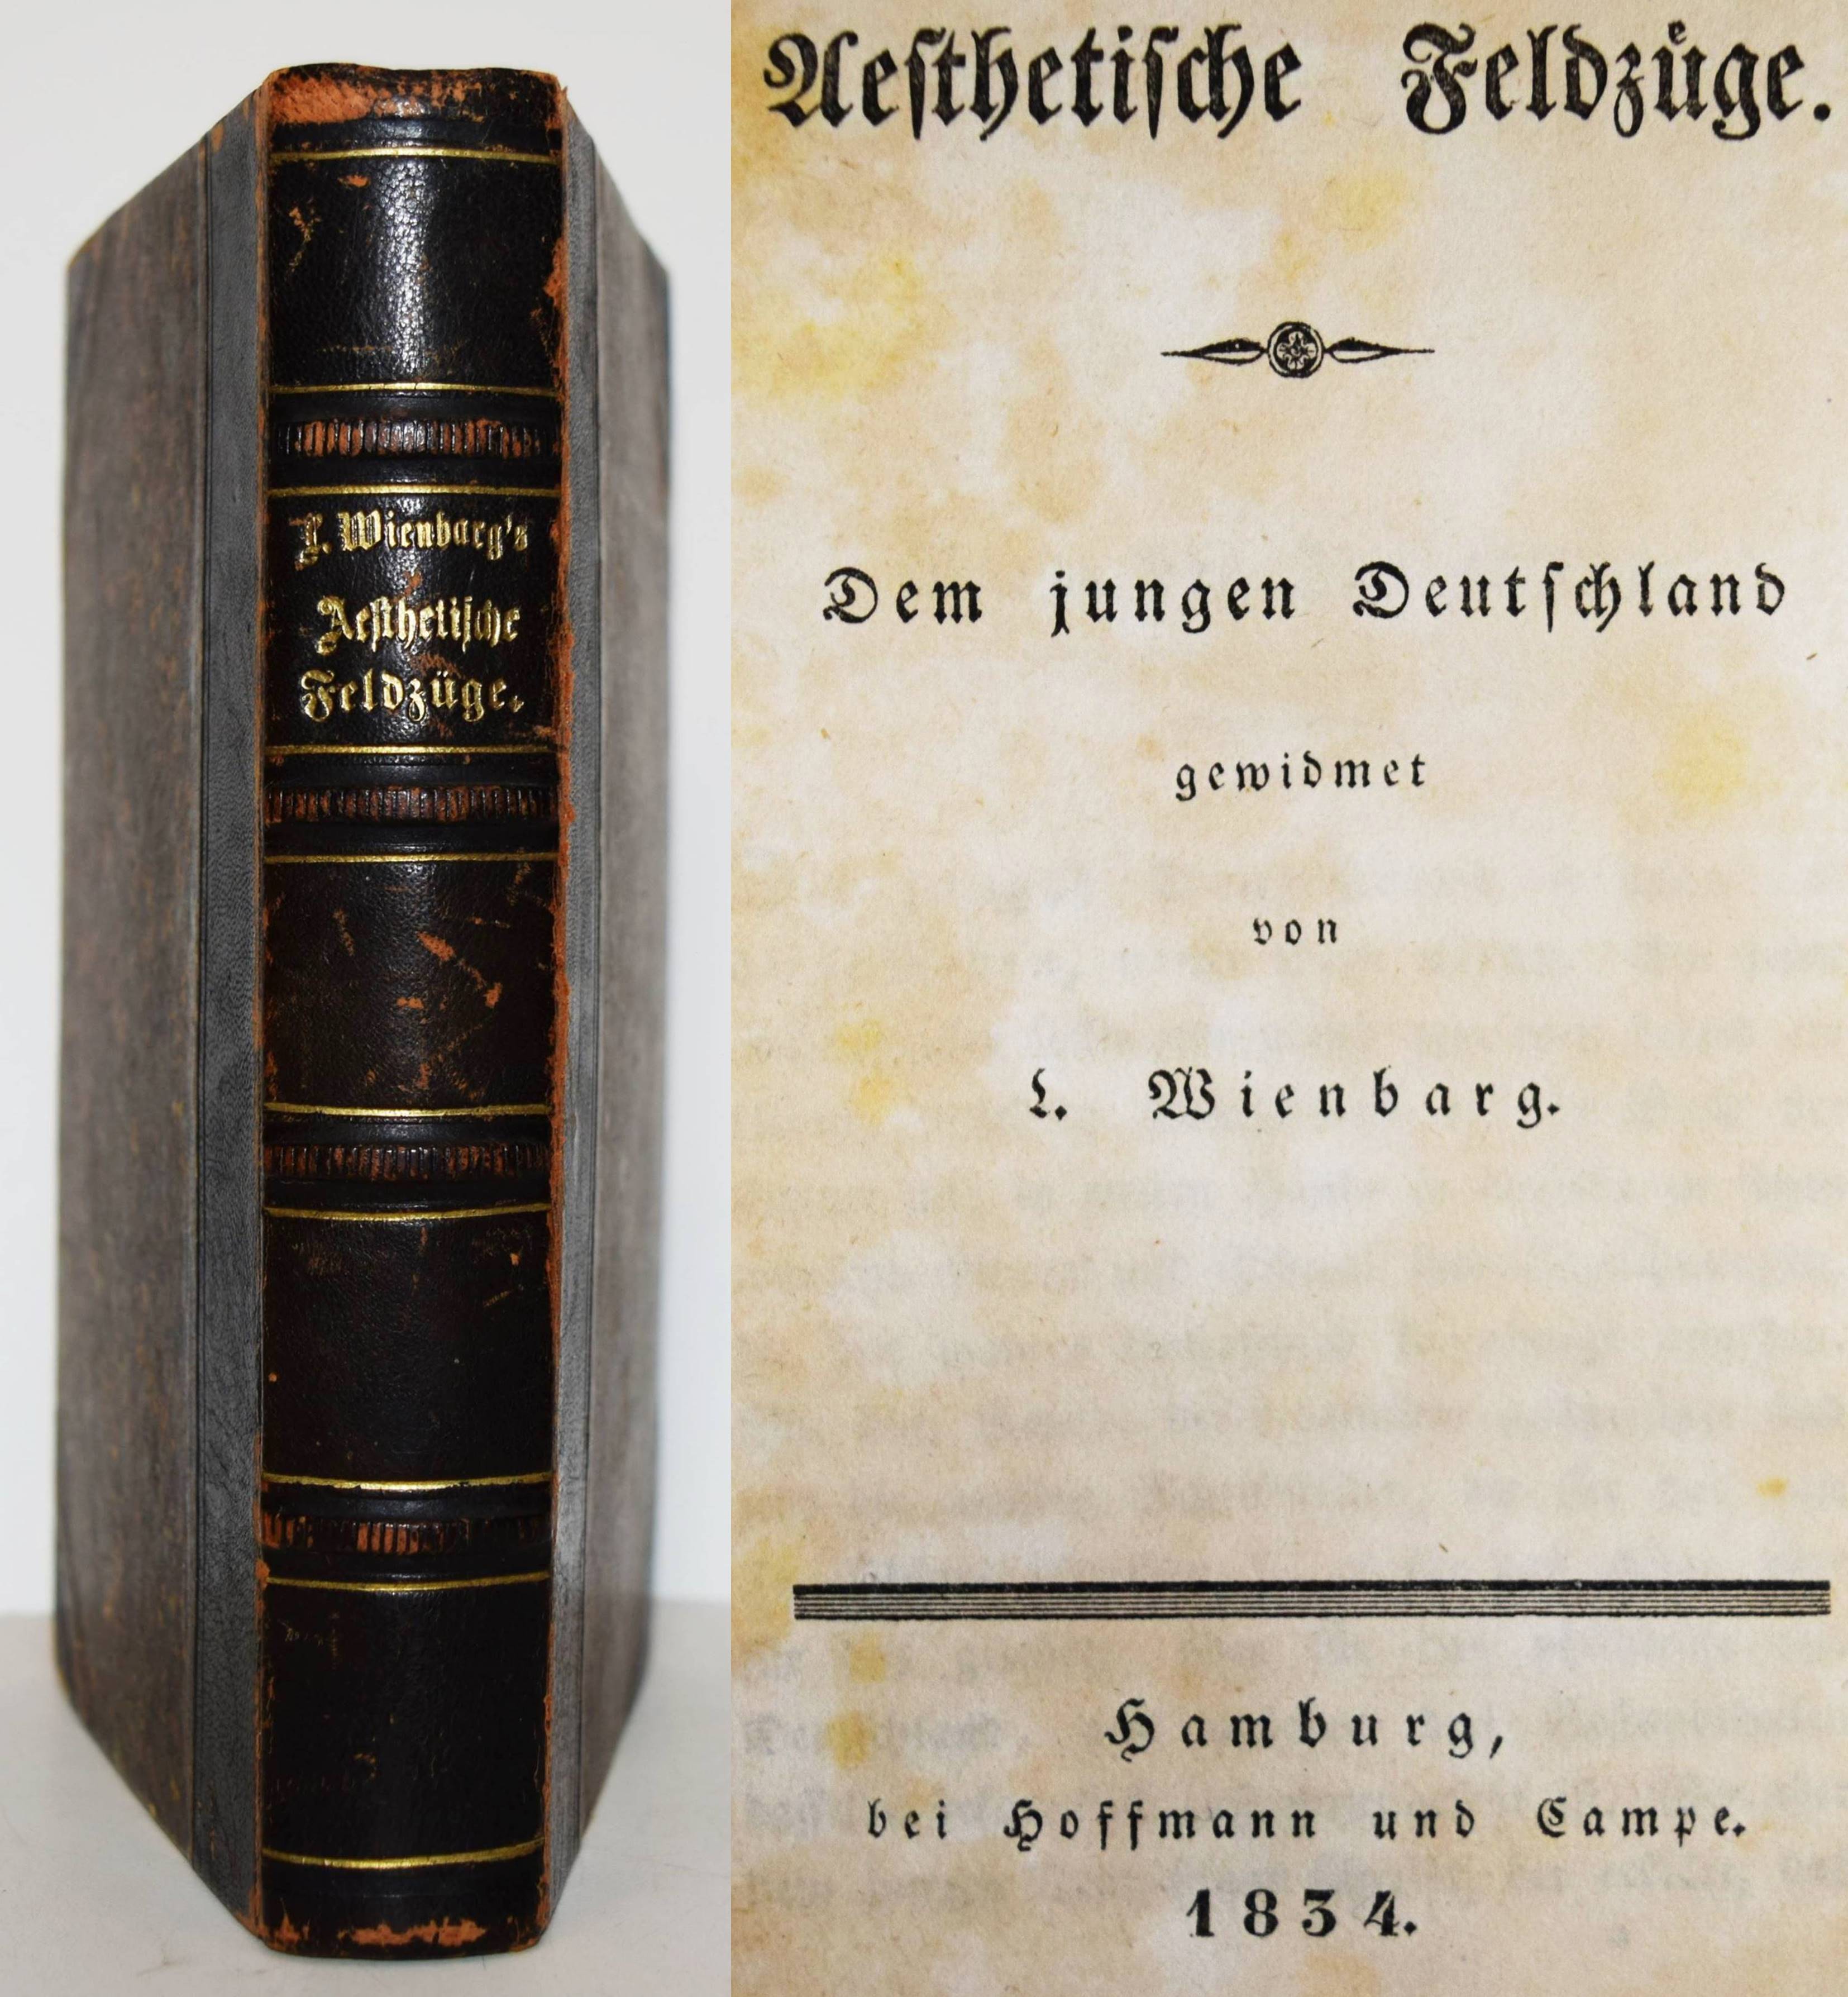 L. Wienbarg's
Aesthetische
Feldzüge.
Aesthetische Feldzüge.
Dem jungen Deutschland
gewidmet
von
L. Wienbarg.
Hamburg,
bei Hoffmann und Campe.
1834.